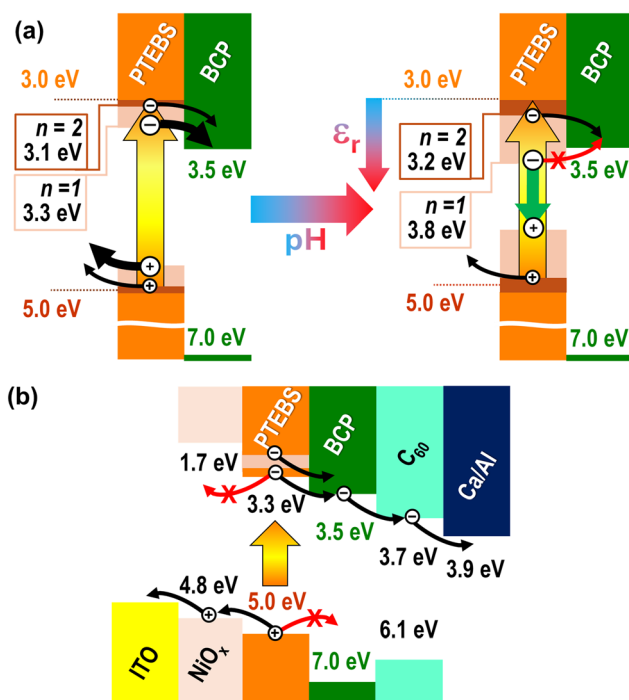 (a)
PTEBS
BCP
3.0 eV
n = 2
3.1 eV
n =1
3.3 eV
3.5 eV
5.0 eV
7.0 eV
εr
pH
PTEBS
BCP
n = 2
3.2 eV
n =1
3.8 eV
3.5 eV
5.0 eV
7.0 eV
(b)
PTEBS
BCP
C60
Ca/Al
1.7 eV
X
3.3 eV
3.5 eV
3.7 eV
3.9 eV
4.8 eV
5.0 eV
X
6.1 eV
7.0 eV
ITO
NiOx